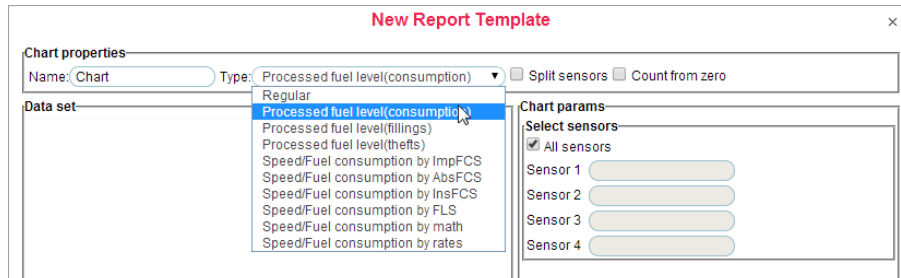 New Report Template ×
Chart properties
Name: Chart Type: Processed fuel level(consumption) Split sensors Count from zero
Data set
Regular
Processed fuel level(consumption)
Processed fuel level(fillings)
Processed fuel level(thefts)
Speed/Fuel consumption by ImpFCS
Speed/Fuel consumption by AbsFCS
Speed/Fuel consumption by InsFCS
Speed/Fuel consumption by FLS
Speed/Fuel consumption by math
Speed/Fuel consumption by rates
Chart params
Select sensors
All sensors
Sensor 1
Sensor 2
Sensor 3
Sensor 4